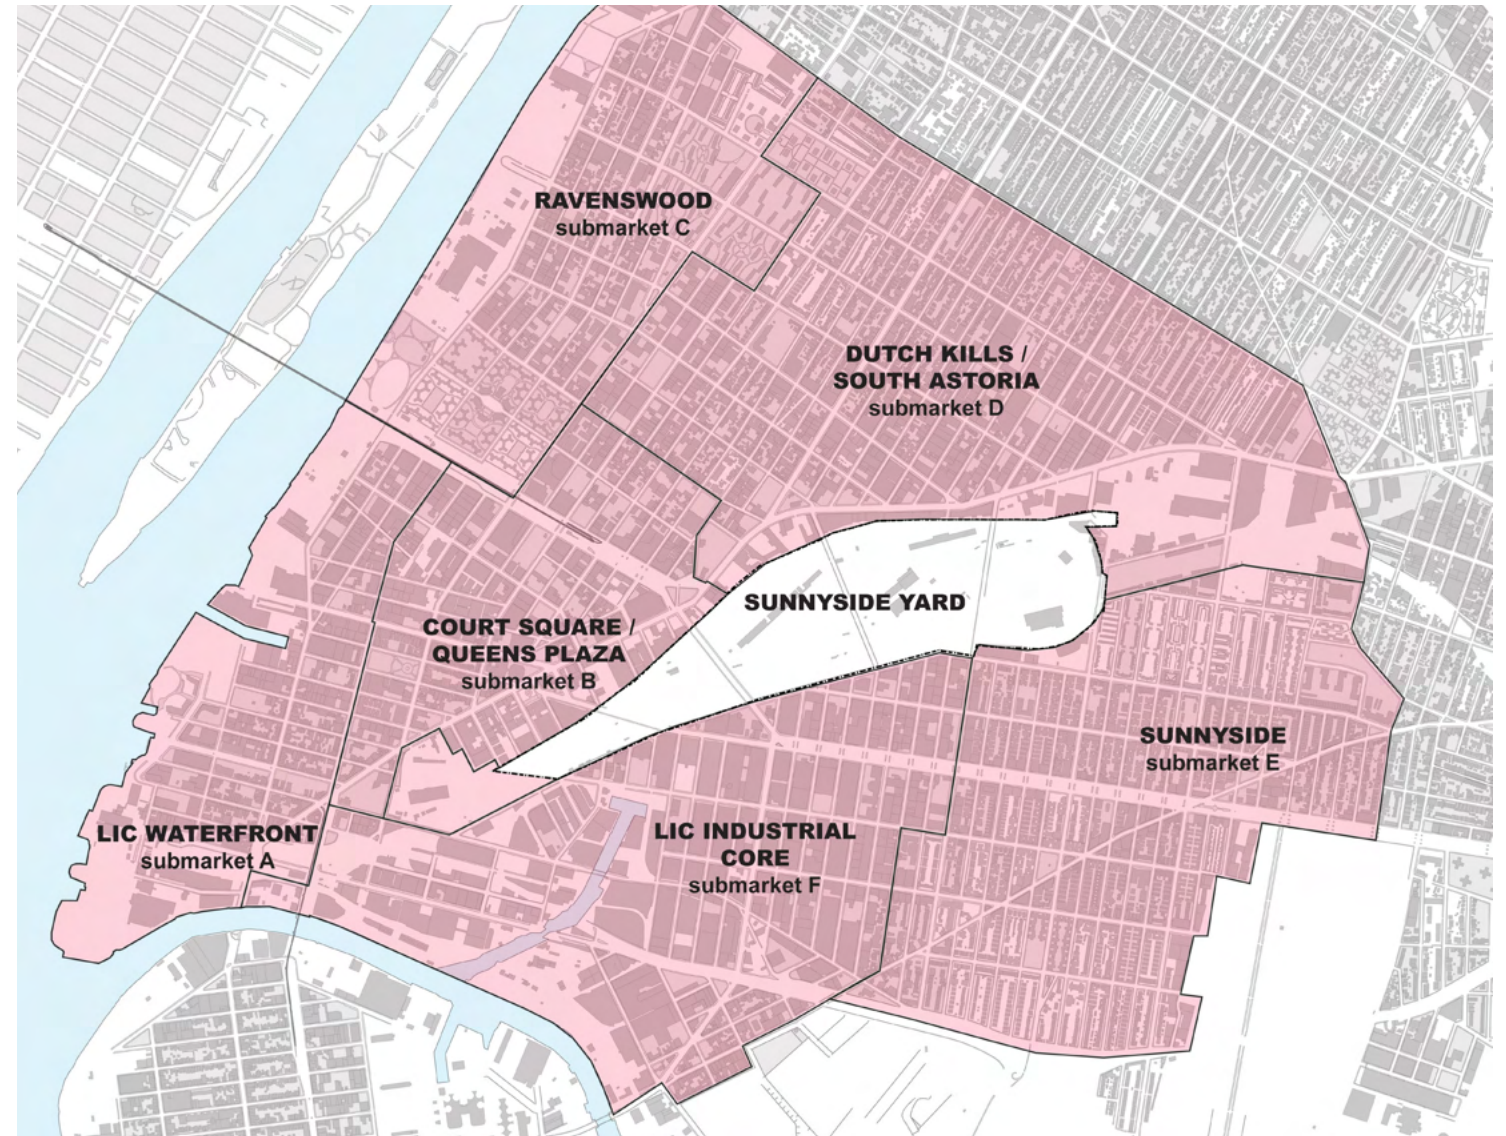 RAVENSWOOD
submarket C
DUTCH KILLS /
SOUTH ASTORIA
submarket D
SUNNYSIDE YARD
COURT SQUARE /
QUEENS PLAZA
submarket B
SUNNYSIDE
submarket E
LIC WATERFRONT
submarket A
LIC INDUSTRIAL
CORE
submarket F